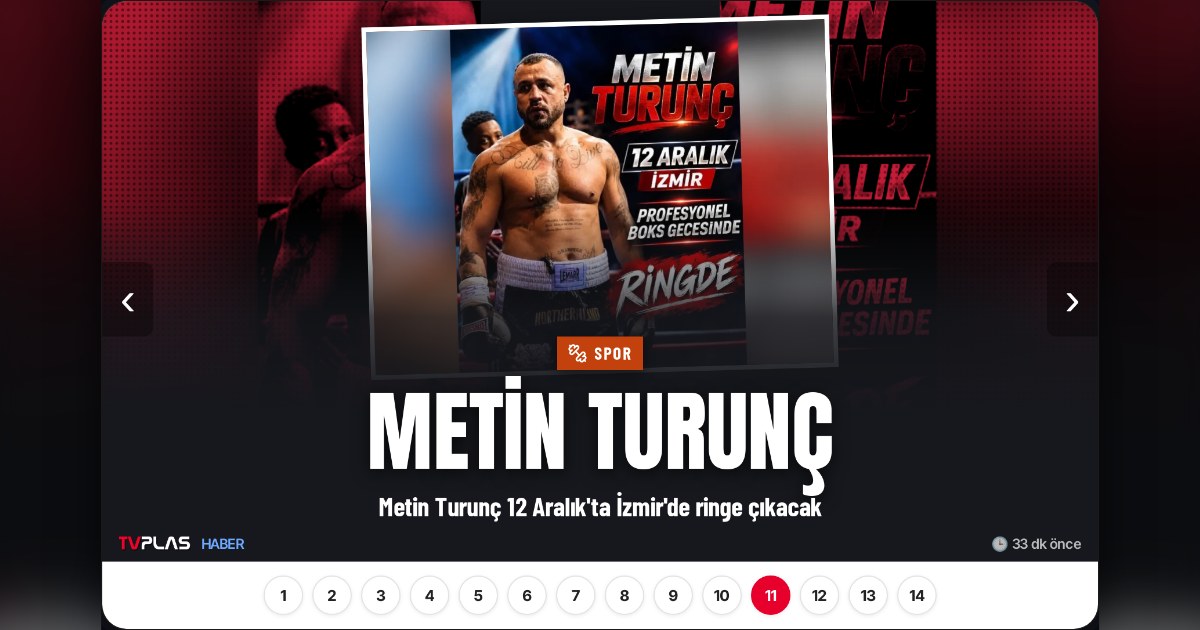 METİN
TURUNÇ
12 ARALIK
İZMİR
PROFESYONEL
BOKS GECESINDE
RİNGDE
SPOR
METİN TURUNÇ
Metin Turunç 12 Aralık'ta İzmir'de ringe çıkacak
TVPLAS HABER
33 dk önce
1 2 3 4 5 6 7 8 9 10 11 12 13 14